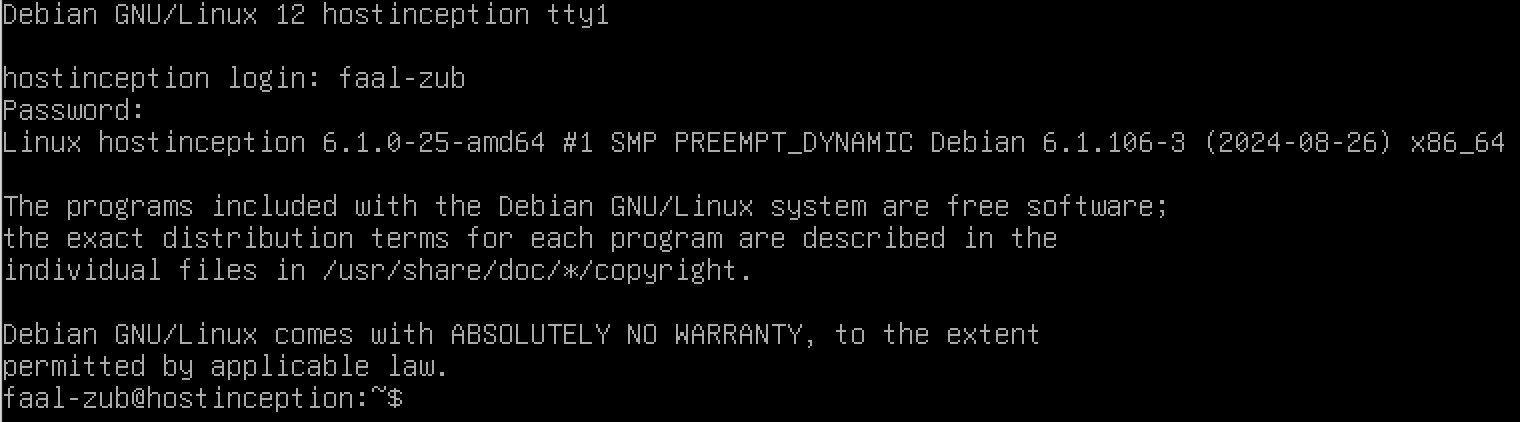 Debian GNU/Linux 12 hostinception tty1
hostinception login: faal-zub
Password:
Linux hostinception 6.1.0-25-amd64 #1 SMP PREEMPT_DYNAMIC Debian 6.1.106-3 (2024-08-26) x86_64
The programs included with the Debian GNU/Linux system are free software;
the exact distribution terms for each program are described in the
individual files in /usr/share/doc/*/copyright.
Debian GNU/Linux comes with ABSOLUTELY NO WARRANTY, to the extent
permitted by applicable law.
faal-zub@hostinception:~$